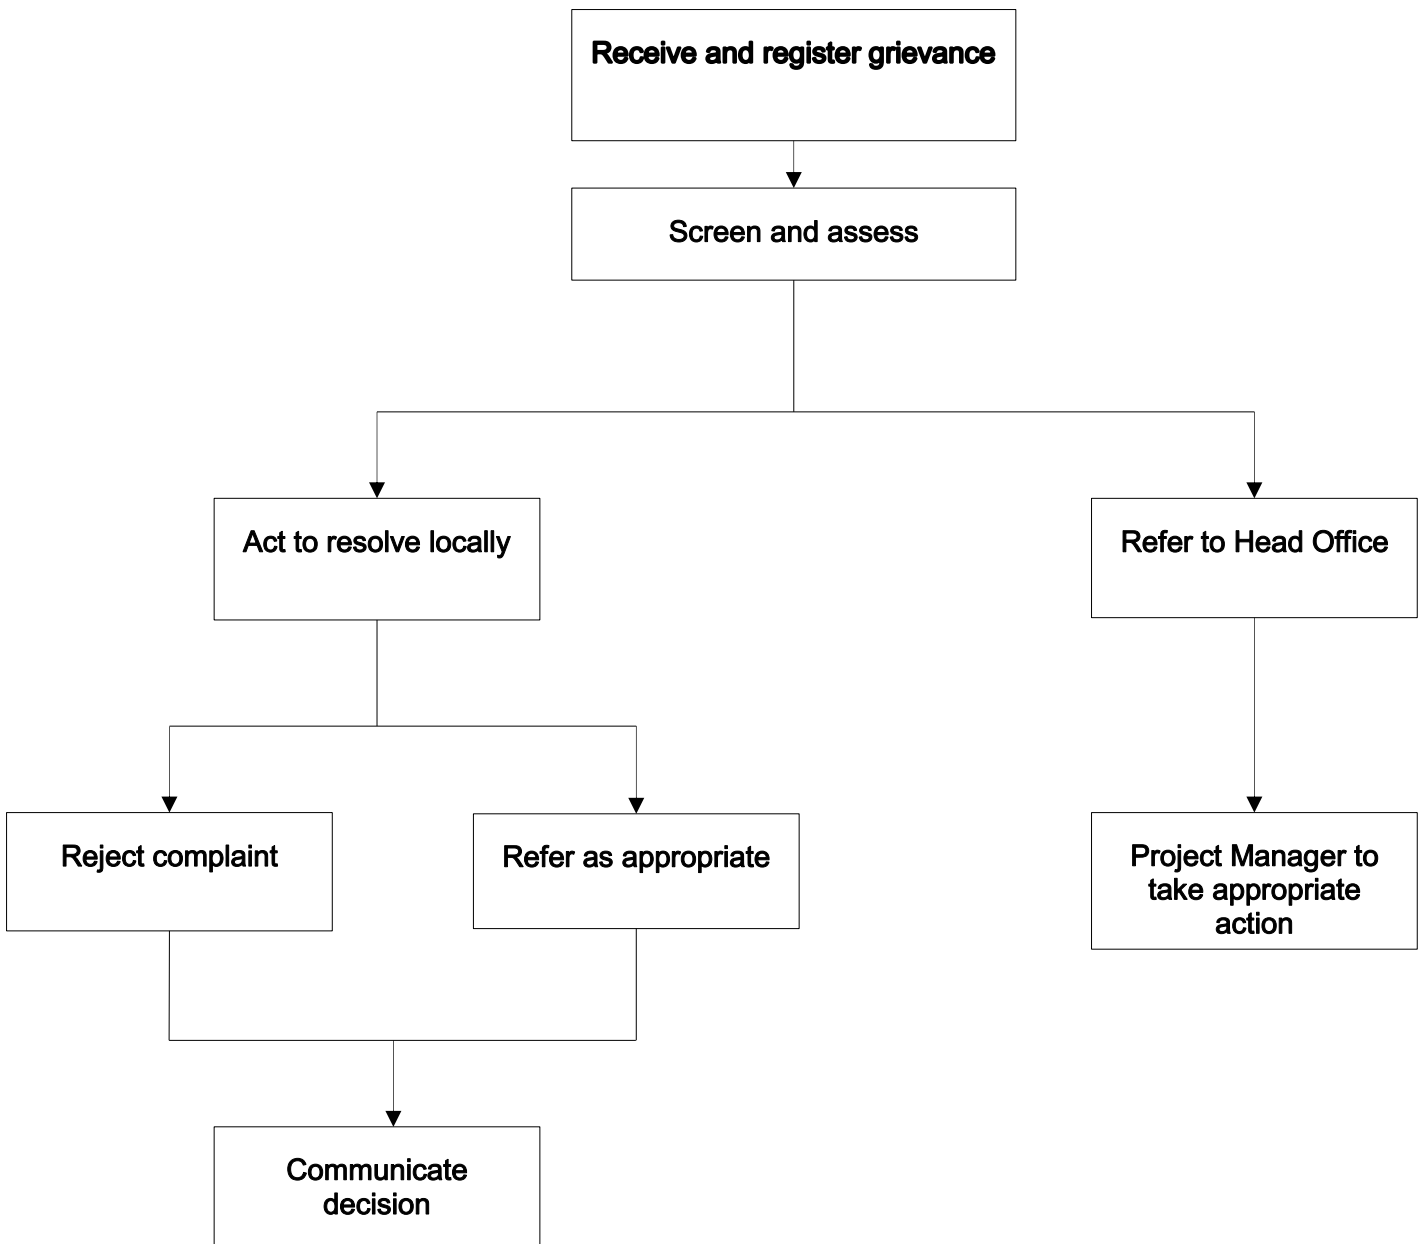 Receive and register grievance
Screen and assess
Act to resolve locally
Refer to Head Office
Reject complaint
Refer as appropriate
Project Manager to
take appropriate
action
Communicate
decision